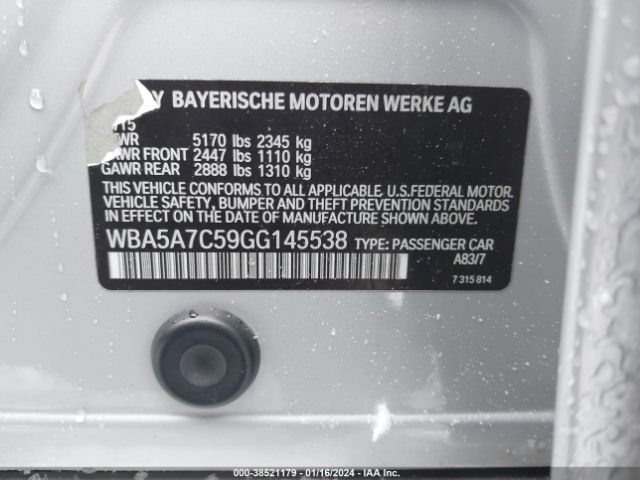 Y BAYERISCHE MOTOREN WERKE AG
15
WR 5170 lbs 2345 kg
GAWR FRONT 2447 lbs 1110 kg
GAWR REAR 2888 lbs 1310 kg
THIS VEHICLE CONFORMS TO ALL APPLICABLE, U.S. FEDERAL MOTOR,
VEHICLE SAFETY, BUMPER AND THEFT PREVENTION STANDARDS
IN EFFECT ON THE DATE OF MANUFACTURE SHOWN ABOVE.
WBA5A7C59GG145538 TYPE: PASSENGER CAR
A83/7
7 315 814
000-38521179 - 01/16/2024 - IAA Inc.